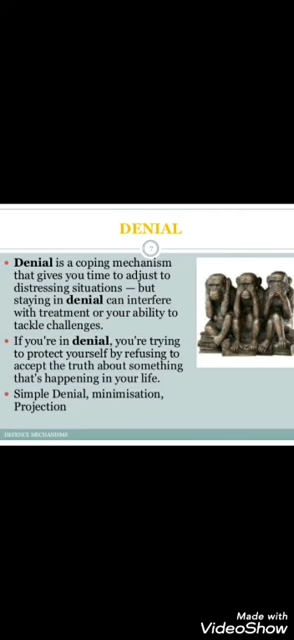 DENIAL
7
• Denial is a coping mechanism
that gives you time to adjust to
distressing situations — but
staying in denial can interfere
with treatment or your ability to
tackle challenges.
• If you're in denial, you're trying
to protect yourself by refusing to
accept the truth about something
that's happening in your life.
• Simple Denial, minimisation,
Projection
DEFENCE MECHANISMS
Made with
VideoShow